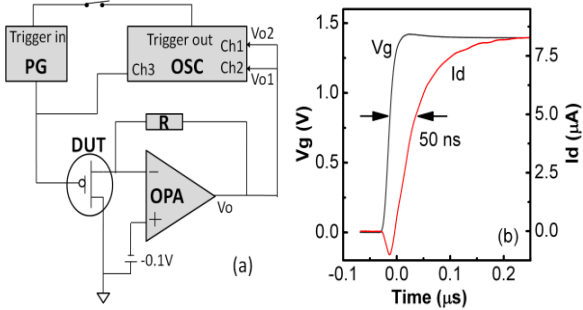 Trigger in
PG
Trigger out
Ch1
Ch3
OSC
Ch2
Vo2
Vo1
R
DUT
−
OPA
+
Vo
-0.1V
(a)
Vg (V)
1.5
1.0
0.5
0.0
Vg
Id
50 ns
(b)
7.5
5.0
2.5
0.0
Id (μA)
-0.1
0.0
0.1
0.2
Time (μs)